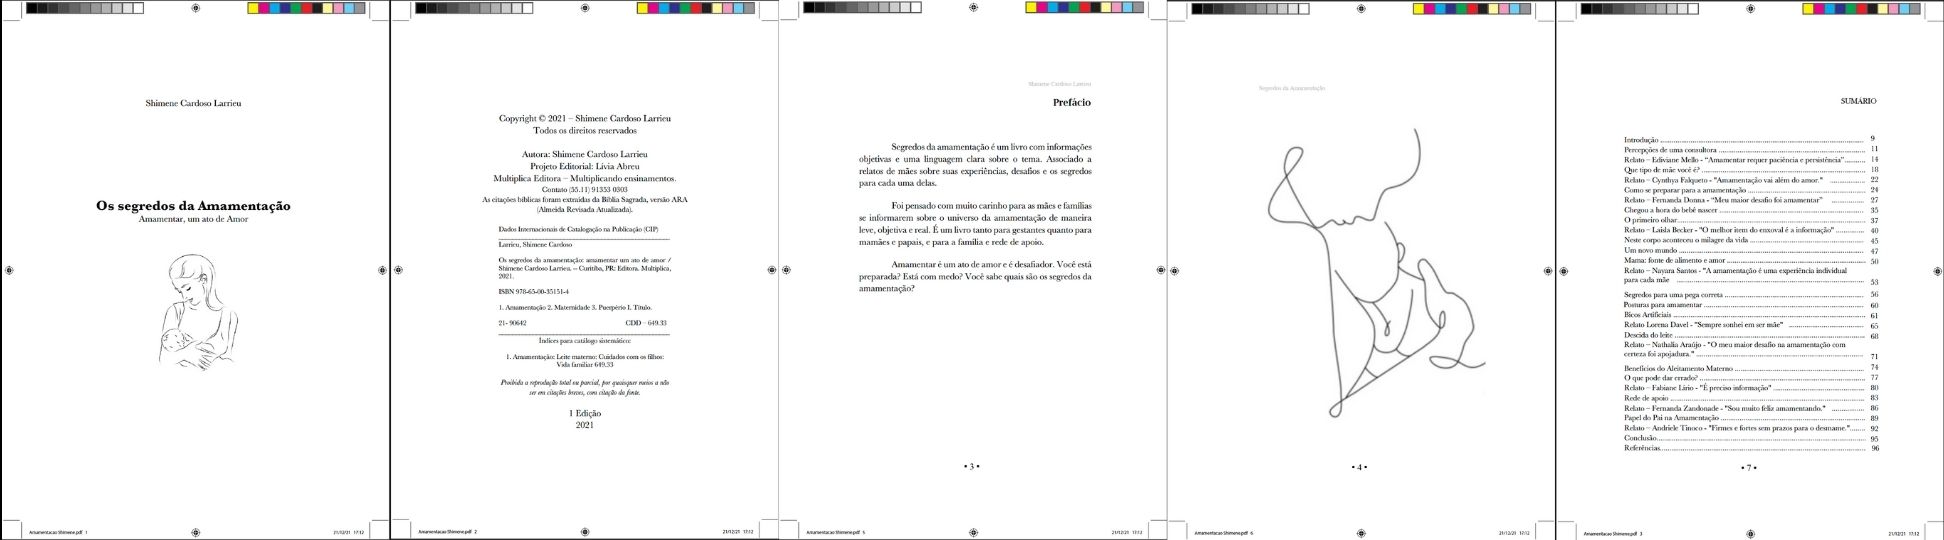 Shimene Cardoso Larrieu
Os segredos da Amamentação
Amamentar, um ato de Amor
Amamentacao Shimene.pdf 1
21/12/21 17:12
Copyright © 2021 – Shimene Cardoso Larrieu
Todos os direitos reservados
Autora: Shimene Cardoso Larrieu
Projeto Editorial: Lívia Abreu
Multiplica Editora – Multiplicando ensinamentos.
Contato (55.11) 91353 0303
As citações bíblicas foram extraídas da Bíblia Sagrada, versão ARA
(Almeida Revisada Atualizada).
Dados Internacionais de Catalogação na Publicação (CIP)
Larrieu, Shimene Cardoso
Os segredos da amamentação: amamentar um ato de amor /
Shimene Cardoso Larrieu. -- Curitiba, PR: Editora. Multiplica,
2021.
ISBN 978-65-00-35151-4
1. Amamentação 2. Maternidade 3. Puerpério I. Título.
21- 90642 CDD – 649.33
Índices para catálogo sistemático:
1. Amamentação: Leite materno: Cuidados com os filhos:
Vida familiar 649.33
Proibida a reprodução total ou parcial, por quaisquer meios a não
ser em citações breves, com citação da fonte.
1 Edição
2021
Amamentacao Shimene.pdf 2
21/12/21 17:12
Shimene Cardoso Larrieu
Prefácio
Segredos da amamentação é um livro com informações
objetivas e uma linguagem clara sobre o tema. Associado a
relatos de mães sobre suas experiências, desafios e os segredos
para cada uma delas.
Foi pensado com muito carinho para as mães e famílias
se informarem sobre o universo da amamentação de maneira
leve, objetiva e real. É um livro tanto para gestantes quanto para
mamães e papais, e para a família e rede de apoio.
Amamentar é um ato de amor e é desafiador. Você está
preparada? Está com medo? Você sabe quais são os segredos da
amamentação?
• 3 •
Amamentacao Shimene.pdf 5
21/12/21 17:12
Segredos da Amamentação
• 4 •
Amamentacao Shimene.pdf 6
21/12/21 17:12
SUMÁRIO
Introdução 9
Percepções de uma consultora 11
Relato – Ediviane Mello - "Amamentar requer paciência e persistência" 14
Que tipo de mãe você é? 18
Relato – Cynthya Falqueto - "Amamentação vai além do amor." 22
Como se preparar para a amamentação 24
Relato – Fernanda Donna - "Meu maior desafio foi amamentar" 27
Chegou a hora do bebê nascer 35
O primeiro olhar 37
Relato – Laisla Becker - "O melhor item do enxoval é a informação" 40
Neste corpo aconteceu o milagre da vida 45
Um novo mundo 47
Mama: fonte de alimento e amor 50
Relato – Nayara Santos - "A amamentação é uma experiência individual
para cada mãe 53
Segredos para uma pega correta 56
Posturas para amamentar 60
Bicos Artificiais 61
Relato Lorena Davel - "Sempre sonhei em ser mãe" 65
Descida do leite 68
Relato – Nathalia Araújo - "O meu maior desafio na amamentação com
certeza foi apojadura." 71
Benefícios do Aleitamento Materno 74
O que pode dar errado? 77
Relato – Fabiane Lírio - "É preciso informação" 80
Rede de apoio 83
Relato – Fernanda Zandonade - "Sou muito feliz amamentando." 86
Papel do Pai na Amamentação 89
Relato – Andriele Tinoco - "Firmes e fortes sem prazos para o desmame." 92
Conclusão 95
Referências 96
• 7 •
Amamentacao Shimene.pdf 3
21/12/21 17:12